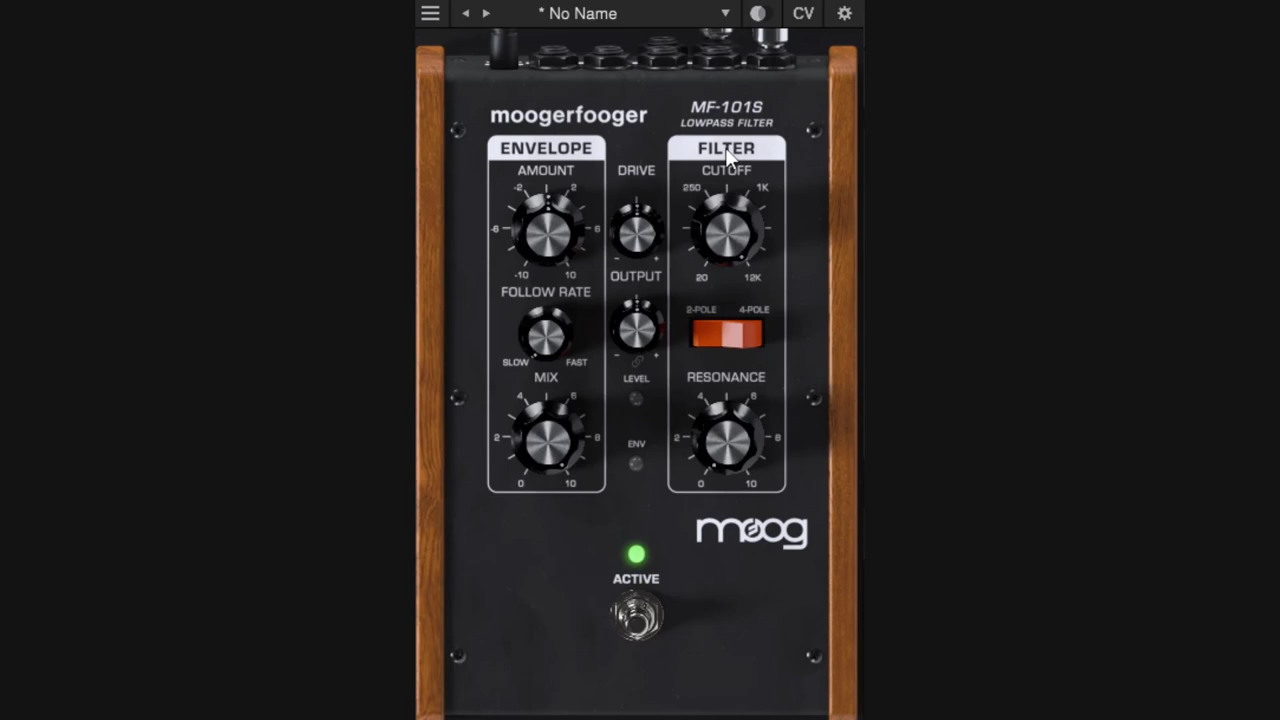 * No Name
CV
moogerfooger
MF-101S
LOWPASS FILTER
ENVELOPE
FILTER
AMOUNT
DRIVE
CUTOFF
-2 2
250 1K
-6 6
-10 10
- +
20 12K
OUTPUT
FOLLOW RATE
2-POLE 4-POLE
SLOW FAST
- +
MIX
LEVEL
RESONANCE
4 6
4 6
2 8
ENV
2 8
0 10
0 10
moog
ACTIVE